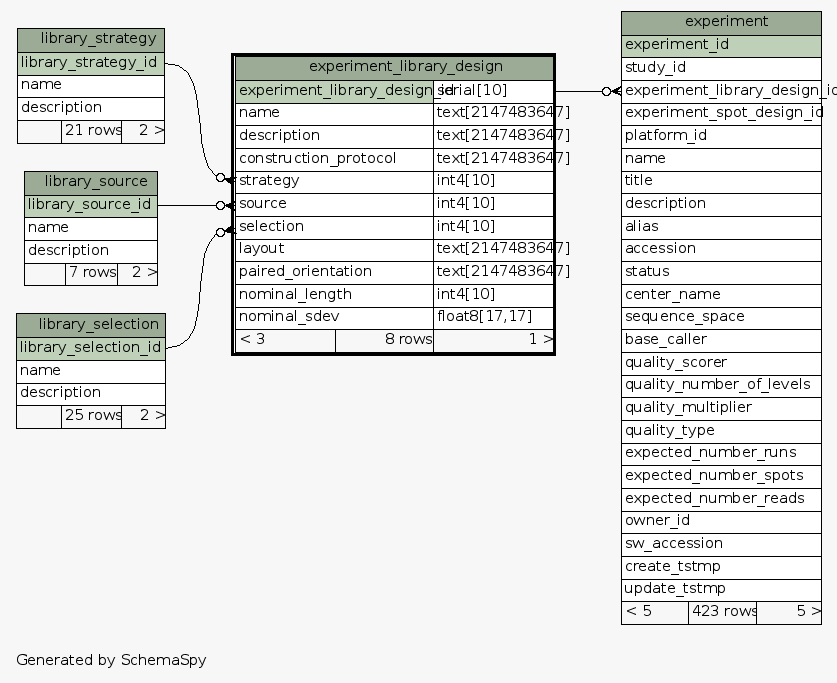 library_strategy
library_strategy_id
name
description
21 rows 2 >
library_source
library_source_id
name
description
7 rows 2 >
library_selection
library_selection_id
name
description
25 rows 2 >
experiment_library_design
experiment_library_design_id serial[10]
name text[2147483647]
description text[2147483647]
construction_protocol text[2147483647]
strategy int4[10]
source int4[10]
selection int4[10]
layout text[2147483647]
paired_orientation text[2147483647]
nominal_length int4[10]
nominal_sdev float8[17,17]
< 3 8 rows 1 >
experiment
experiment_id
study_id
experiment_library_design_id
experiment_spot_design_id
platform_id
name
title
description
alias
accession
status
center_name
sequence_space
base_caller
quality_scorer
quality_number_of_levels
quality_multiplier
quality_type
expected_number_runs
expected_number_spots
expected_number_reads
owner_id
sw_accession
create_tstmp
update_tstmp
< 5 423 rows 5 >
Generated by SchemaSpy